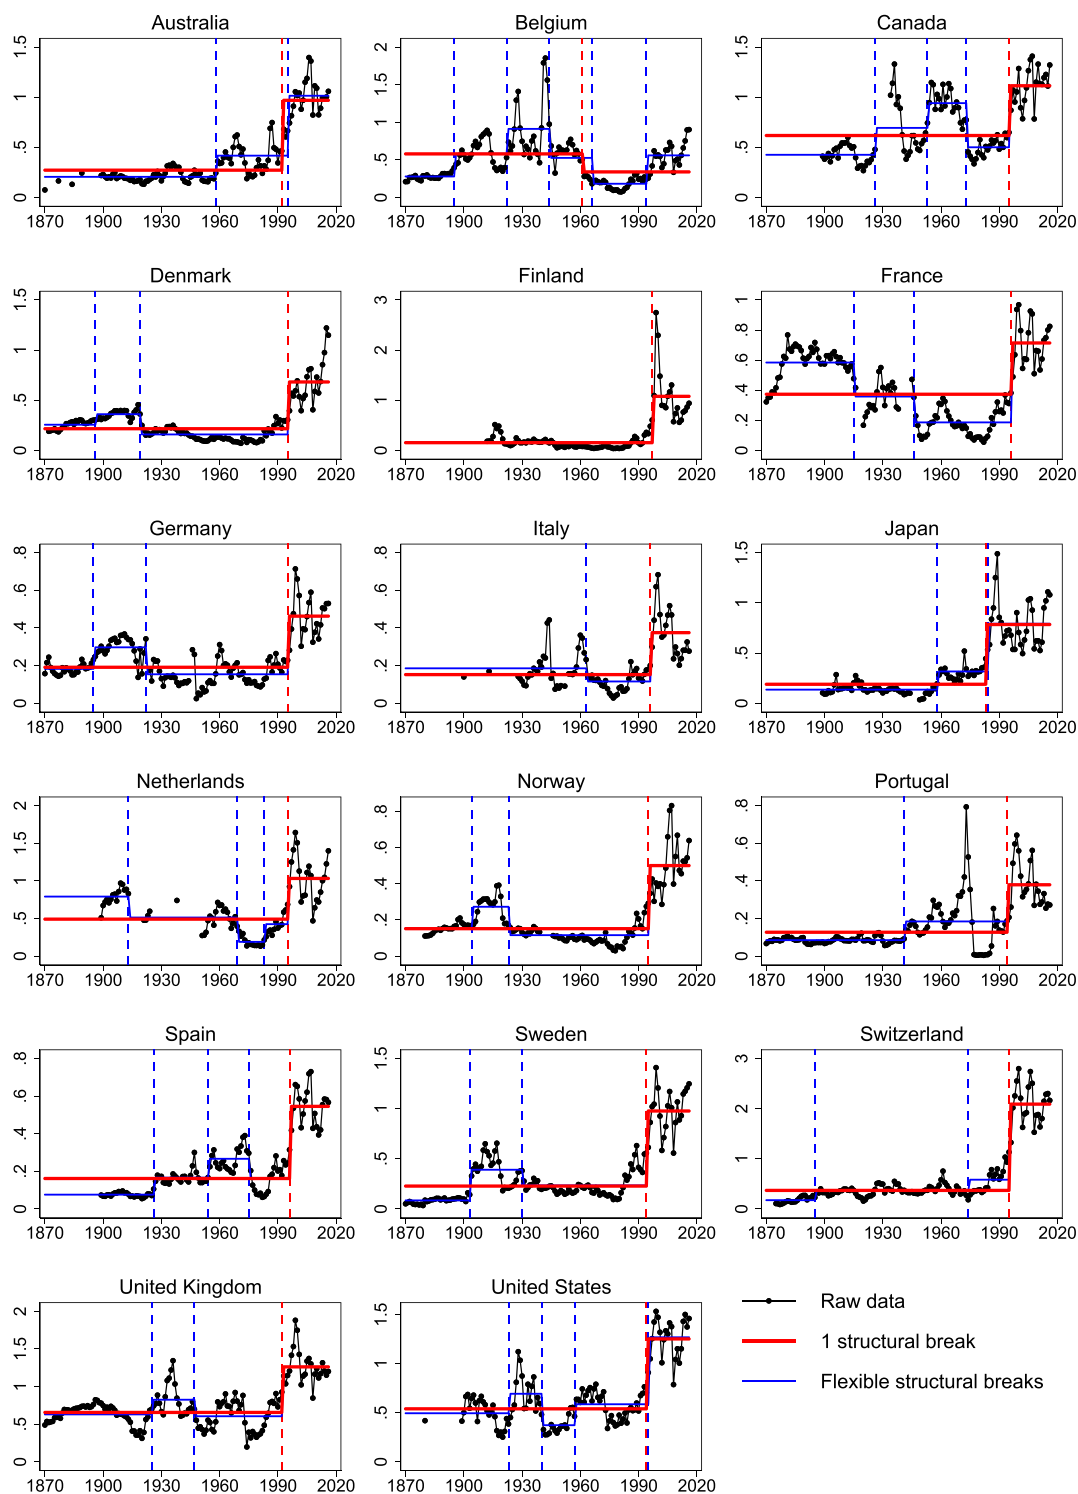 Australia
Belgium
Canada
0 .5 1 1.5
0 .5 1 1.5 2
0 .5 1 1.5
1870 1900 1930 1960 1990 2020
1870 1900 1930 1960 1990 2020
1870 1900 1930 1960 1990 2020
Denmark
Finland
France
0 .5 1 1.5
0 1 2 3
0 .2 .4 .6 .8 1
1870 1900 1930 1960 1990 2020
1870 1900 1930 1960 1990 2020
1870 1900 1930 1960 1990 2020
Germany
Italy
Japan
0 .2 .4 .6 .8
0 .2 .4 .6 .8
0 .5 1 1.5
1870 1900 1930 1960 1990 2020
1870 1900 1930 1960 1990 2020
1870 1900 1930 1960 1990 2020
Netherlands
Norway
Portugal
0 .5 1 1.5 2
0 .2 .4 .6 .8
0 .2 .4 .6 .8
1870 1900 1930 1960 1990 2020
1870 1900 1930 1960 1990 2020
1870 1900 1930 1960 1990 2020
Spain
Sweden
Switzerland
0 .2 .4 .6 .8
0 .5 1 1.5
0 1 2 3
1870 1900 1930 1960 1990 2020
1870 1900 1930 1960 1990 2020
1870 1900 1930 1960 1990 2020
United Kingdom
United States
0 .5 1 1.5 2
0 .5 1 1.5
1870 1900 1930 1960 1990 2020
1870 1900 1930 1960 1990 2020
Raw data
1 structural break
Flexible structural breaks